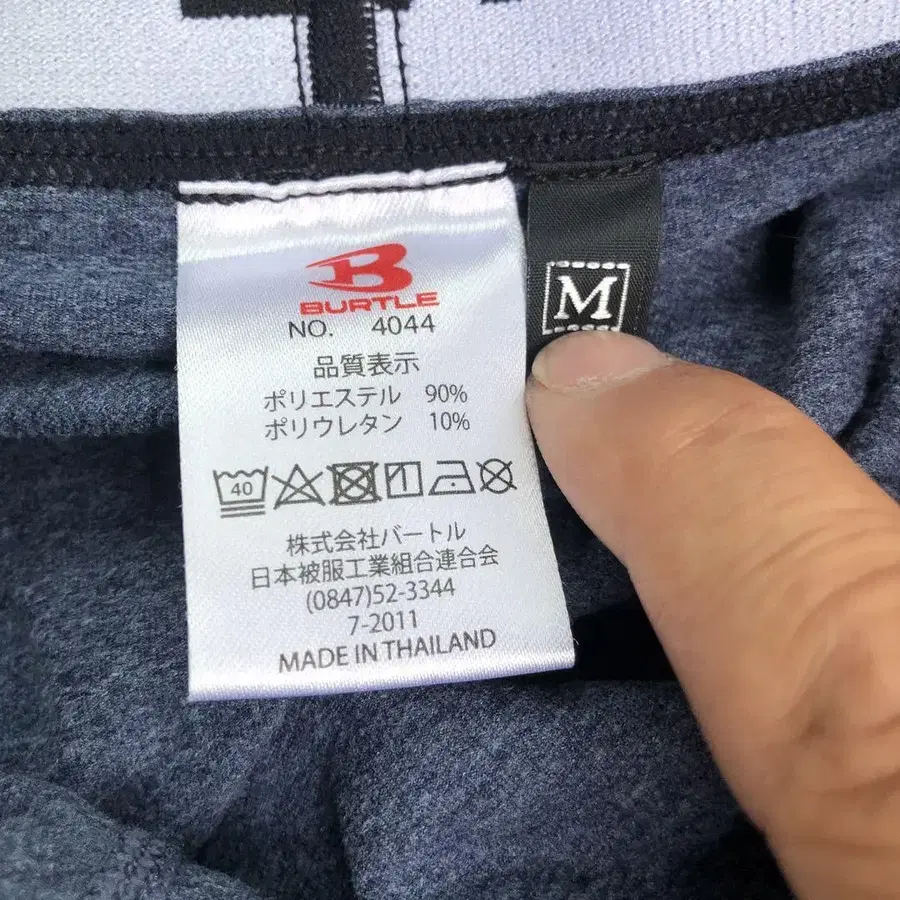 BURTLE
NO. 4044
品質表示
ポリエステル 90%
ポリウレタン 10%
40
株式会社バートル
日本被服工業組合連合会
(0847)52-3344
7-2011
MADE IN THAILAND
M